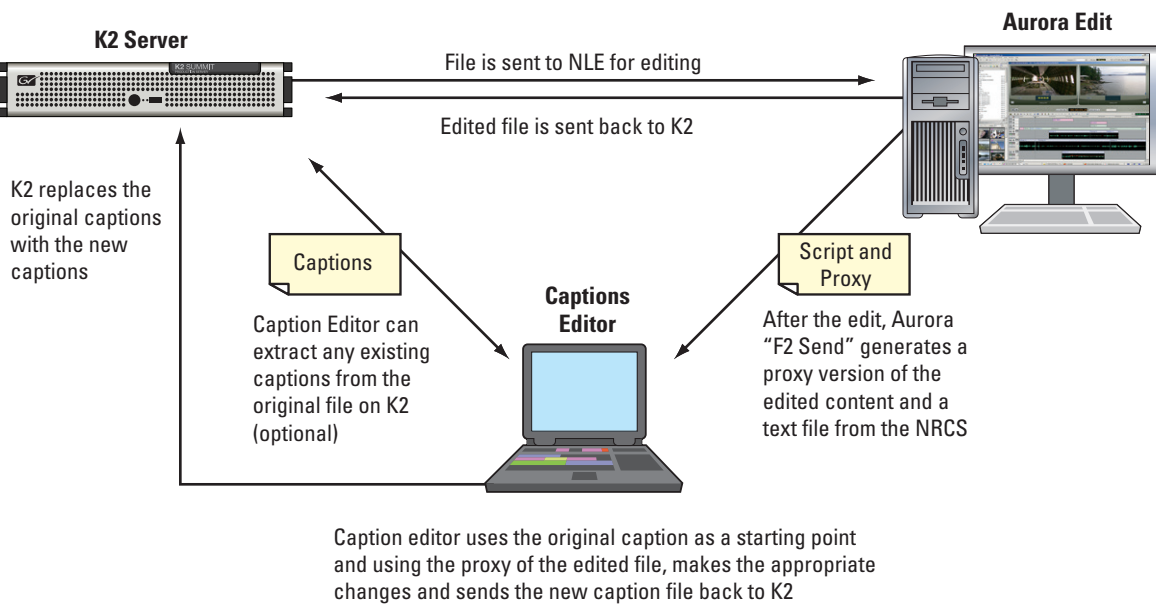 K2 Server
Aurora Edit
K2 SUMMIT
File is sent to NLE for editing
Edited file is sent back to K2
K2 replaces the
original captions
with the new
captions
Captions
Script and
Proxy
Caption Editor can
extract any existing
captions from the
original file on K2
(optional)
Captions
Editor
After the edit, Aurora
“F2 Send” generates a
proxy version of the
edited content and a
text file from the NRCS
Caption editor uses the original caption as a starting point
and using the proxy of the edited file, makes the appropriate
changes and sends the new caption file back to K2